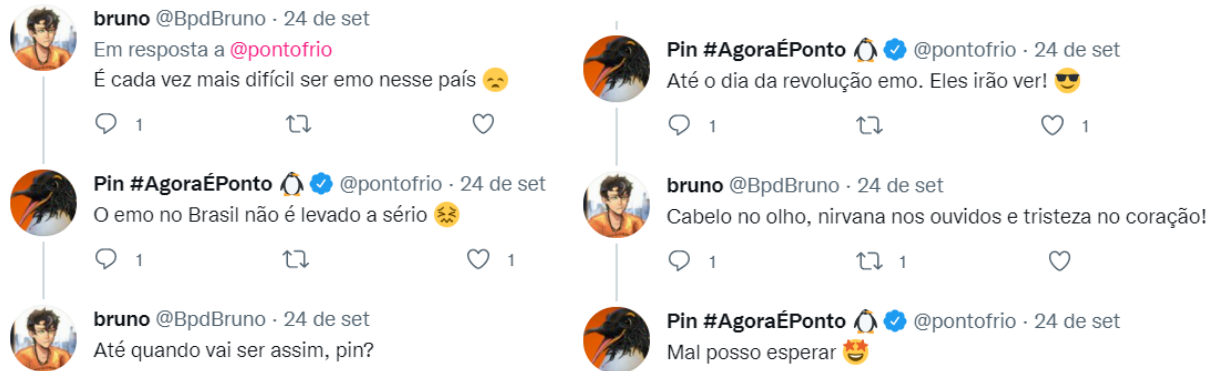 bruno @BpdBruno · 24 de set
Em resposta a @pontofrio
É cada vez mais difícil ser emo nesse país 😞
1
Pin #AgoraÉPonto 🐧 @pontofrio · 24 de set
O emo no Brasil não é levado a sério 😖
1 1
bruno @BpdBruno · 24 de set
Até quando vai ser assim, pin?
Pin #AgoraÉPonto 🐧 @pontofrio · 24 de set
Até o dia da revolução emo. Eles irão ver! 😎
1 1
bruno @BpdBruno · 24 de set
Cabelo no olho, nirvana nos ouvidos e tristeza no coração!
1 1
Pin #AgoraÉPonto 🐧 @pontofrio · 24 de set
Mal posso esperar 🤩